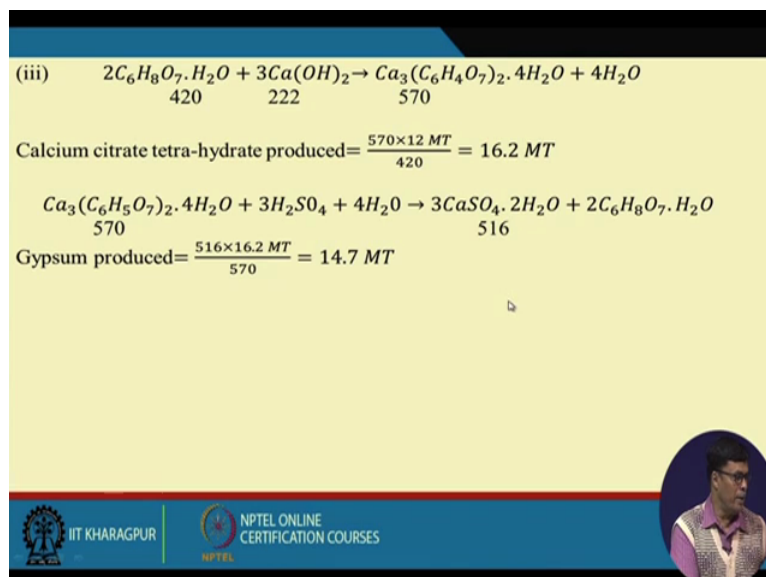 (iii) 2C₆H₈O₇.H₂O + 3Ca(OH)₂→ Ca₃(C₆H₄O₇)₂.4H₂O + 4H₂O
420 222 570
Calcium citrate tetra-hydrate produced= 570×12 MT/420 = 16.2 MT
Ca₃(C₆H₅O₇)₂.4H₂O + 3H₂S0₄ + 4H₂0 → 3CaSO₄.2H₂O + 2C₆H₈O₇.H₂O
570 516
Gypsum produced= 516×16.2 MT/570 = 14.7 MT
IIT KHARAGPUR
NPTEL
NPTEL ONLINE
CERTIFICATION COURSES